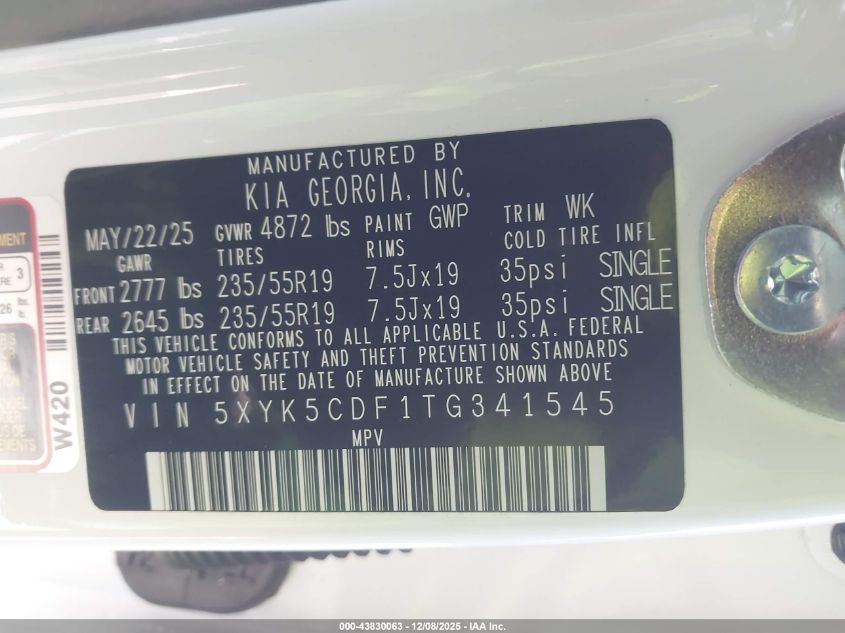 MANUFACTURED BY
KIA GEORGIA, INC.
MAY/22/25 GVWR 4872 lbs PAINT GWP TRIM WK
GAWR TIRES RIMS COLD TIRE INFL
FRONT 2777 lbs 235/55R19 7.5Jx19 35psi SINGLE
REAR 2645 lbs 235/55R19 7.5Jx19 35psi SINGLE
THIS VEHICLE CONFORMS TO ALL APPLICABLE U.S.A. FEDERAL
MOTOR VEHICLE SAFETY AND THEFT PREVENTION STANDARDS
IN EFFECT ON THE DATE OF MANUFACTURE SHOWN ABOVE
VIN 5XYK5CDF1TG341545
MPV
W420
3
26 lbs.
000-43830063 - 12/08/2025 - IAA Inc.